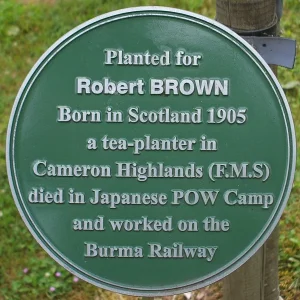 Planted for
Robert BROWN
Born in Scotland 1905
a tea-planter in
Cameron Highlands (F.M.S)
died in Japanese POW Camp
and worked on the
Burma Railway